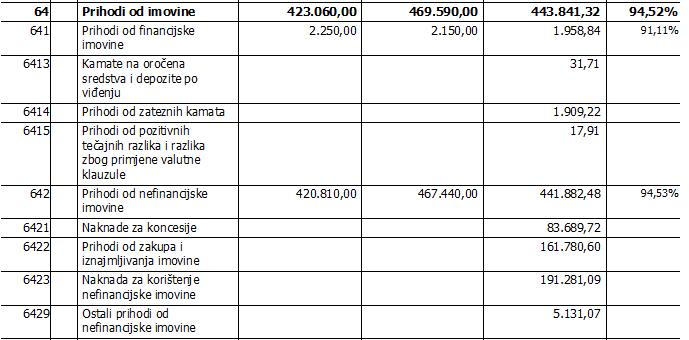 64 Prihodi od imovine 423.060,00 469.590,00 443.841,32 94,52%
641 Prihodi od financijske 2.250,00 2.150,00 1.958,84 91,11%
imovine
6413 Kamate na oročena 31,71
sredstva i depozite po
viđenju
6414 Prihodi od zateznih kamata 1.909,22
6415 Prihodi od pozitivnih 17,91
tečajnih razlika i razlika
zbog primjene valutne
klauzule
642 Prihodi od nefinancijske 420.810,00 467.440,00 441.882,48 94,53%
imovine
6421 Naknade za koncesije 83.689,72
6422 Prihodi od zakupa i 161.780,60
iznajmljivanja imovine
6423 Naknada za korištenje 191.281,09
nefinancijske imovine
6429 Ostali prihodi od 5.131,07
nefinancijske imovine